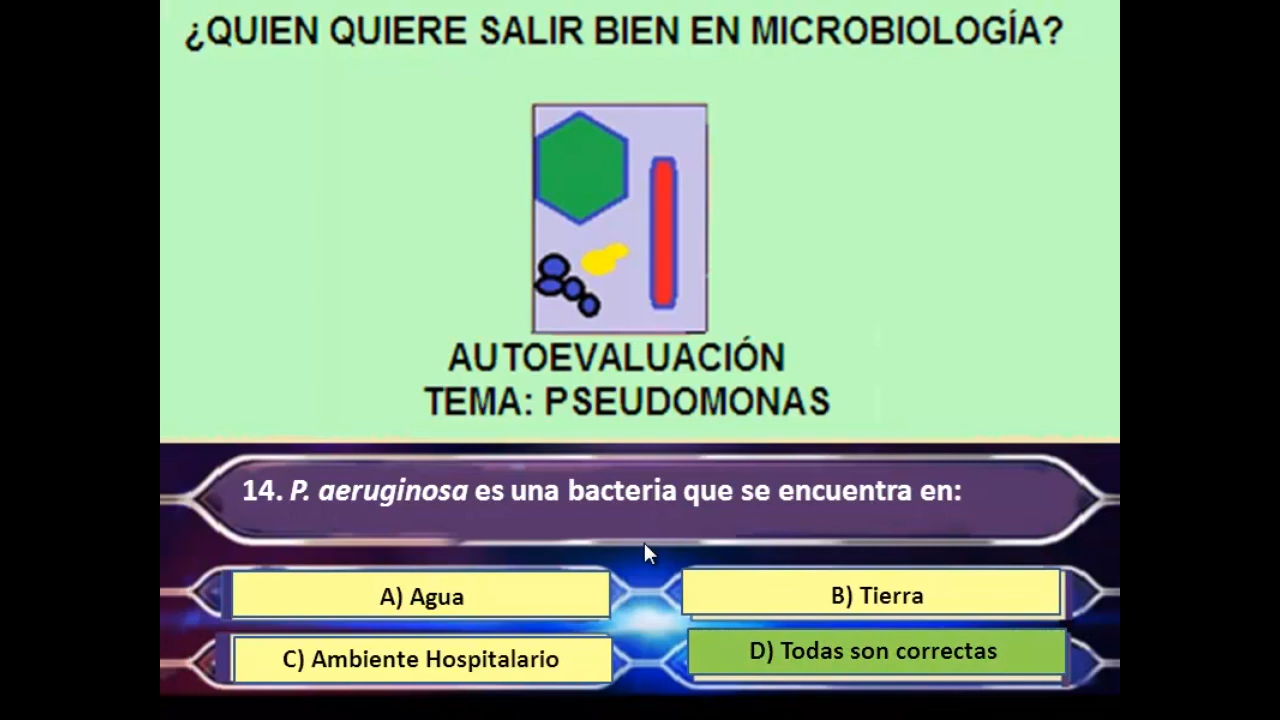 ¿QUIEN QUIERE SALIR BIEN EN MICROBIOLOGÍA?
AUTOEVALUACIÓN
TEMA: PSEUDOMONAS
14. P. aeruginosa es una bacteria que se encuentra en:
A) Agua
B) Tierra
C) Ambiente Hospitalario
D) Todas son correctas